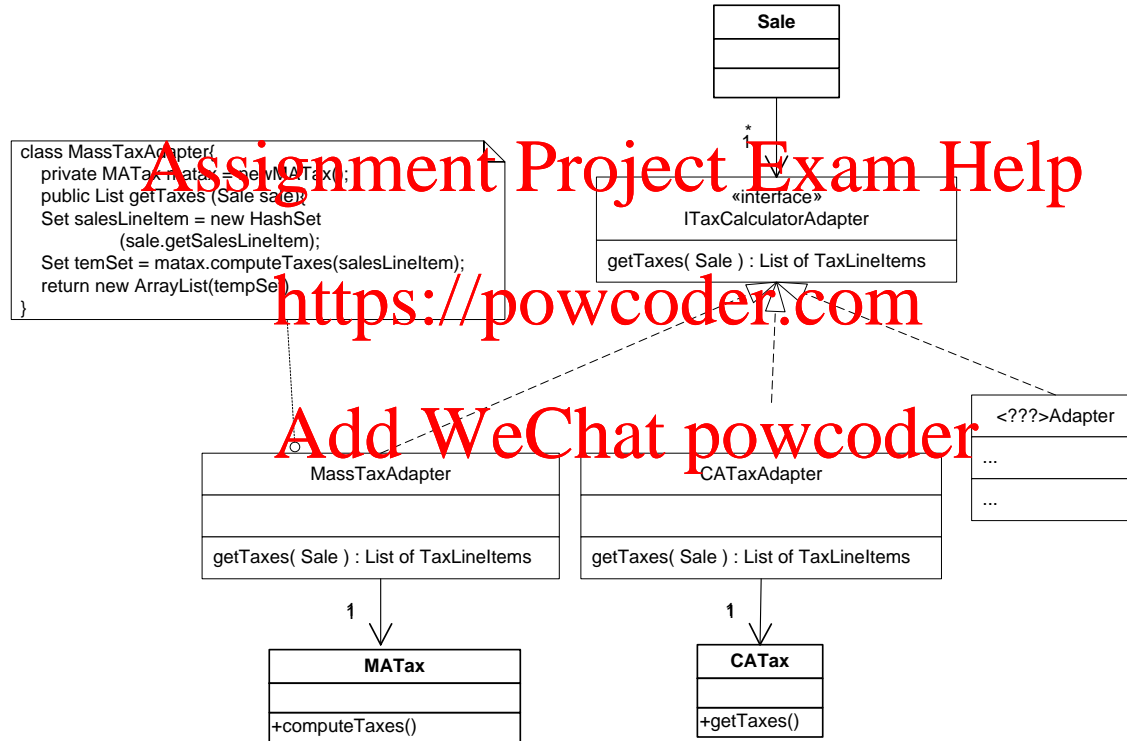 Sale
*
1
class MassTaxAdapter{
private MATax matax = newMATax();
public List getTaxes (Sale sale){
Set salesLineItem = new HashSet
(sale.getSalesLineItem);
Set temSet = matax.computeTaxes(salesLineItem);
return new ArrayList(tempSet)
}
Assignment Project Exam Help
«interface»
ITaxCalculatorAdapter
getTaxes( Sale ) : List of TaxLineItems
https://powcoder.com
Add WeChat powcoder
<???>Adapter
...
...
MassTaxAdapter
getTaxes( Sale ) : List of TaxLineItems
CATaxAdapter
getTaxes( Sale ) : List of TaxLineItems
1
1
MATax
+computeTaxes()
CATax
+getTaxes()